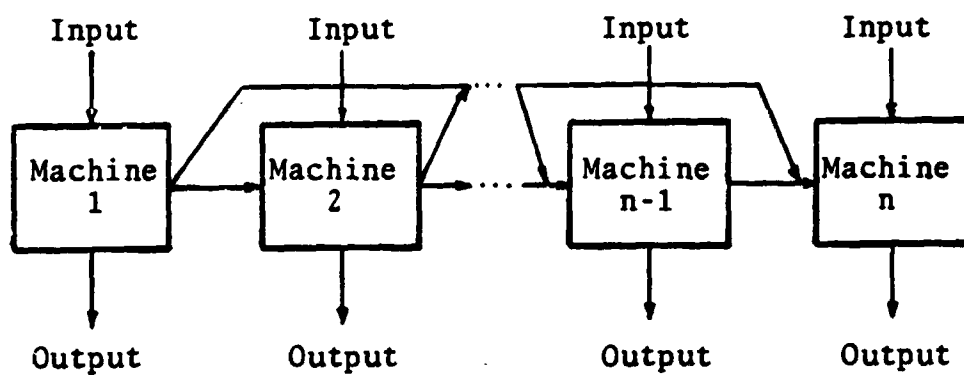 Input Input Input Input
··· 
Machine Machine Machine Machine
1 2 n-1 n
···
Output Output Output Output